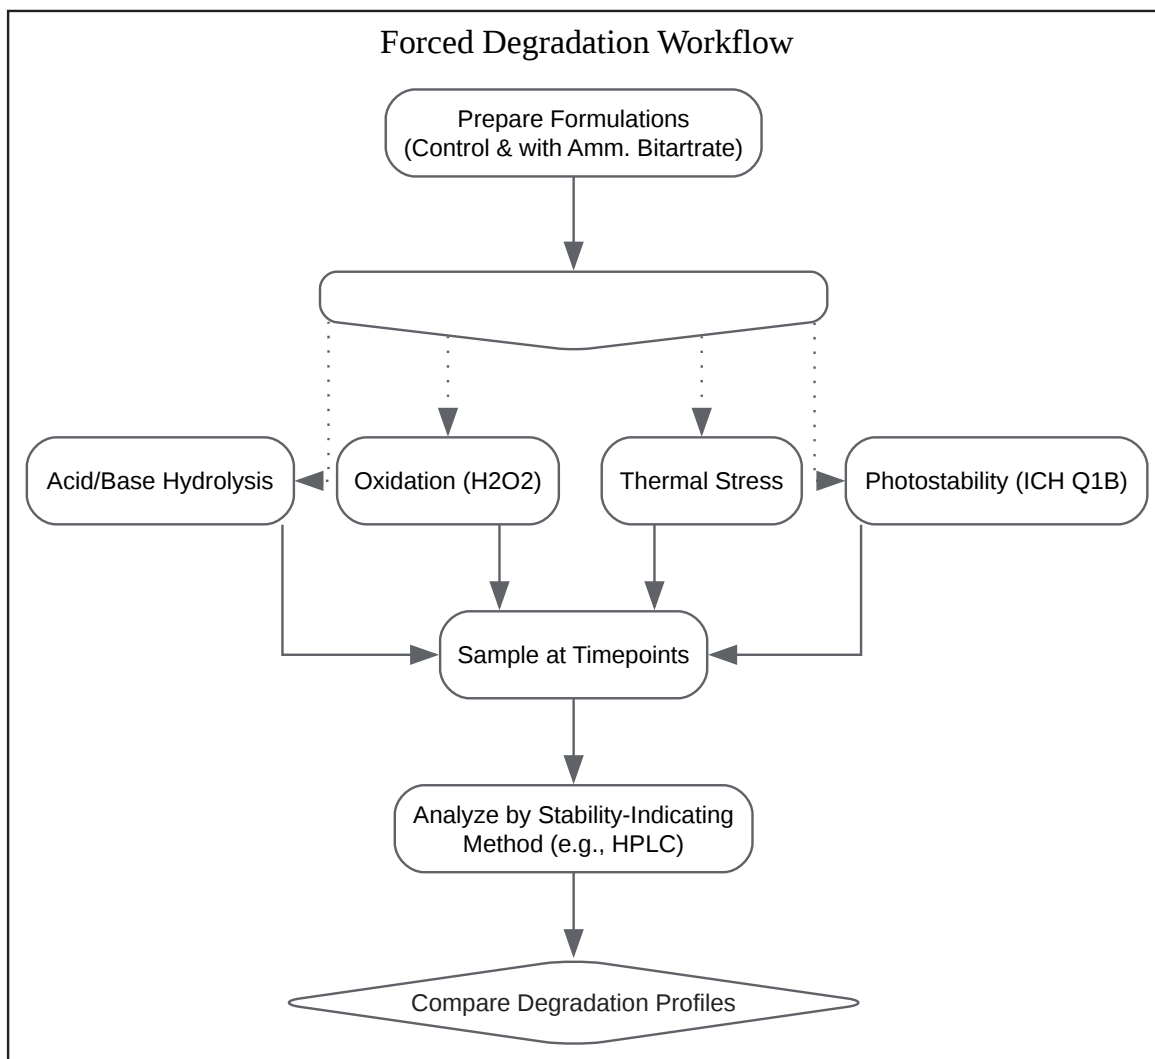 Forced Degradation Workflow
Prepare Formulations
(Control & with Amm. Bitartrate)
Acid/Base Hydrolysis
Oxidation (H2O2)
Thermal Stress
Photostability (ICH Q1B)
Sample at Timepoints
Analyze by Stability-Indicating
Method (e.g., HPLC)
Compare Degradation Profiles